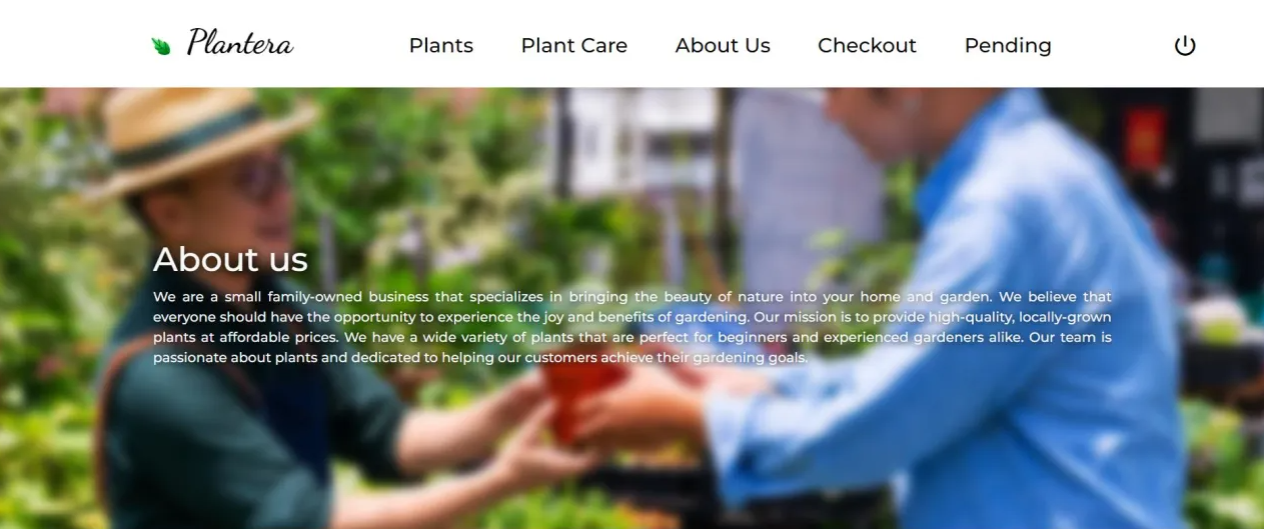 Plantera
Plants Plant Care About Us Checkout Pending
About us
We are a small family-owned business that specializes in bringing the beauty of nature into your home and garden. We believe that
everyone should have the opportunity to experience the joy and benefits of gardening. Our mission is to provide high-quality, locally-grown
plants at affordable prices. We have a wide variety of plants that are perfect for beginners and experienced gardeners alike. Our team is
passionate about plants and dedicated to helping our customers achieve their gardening goals.